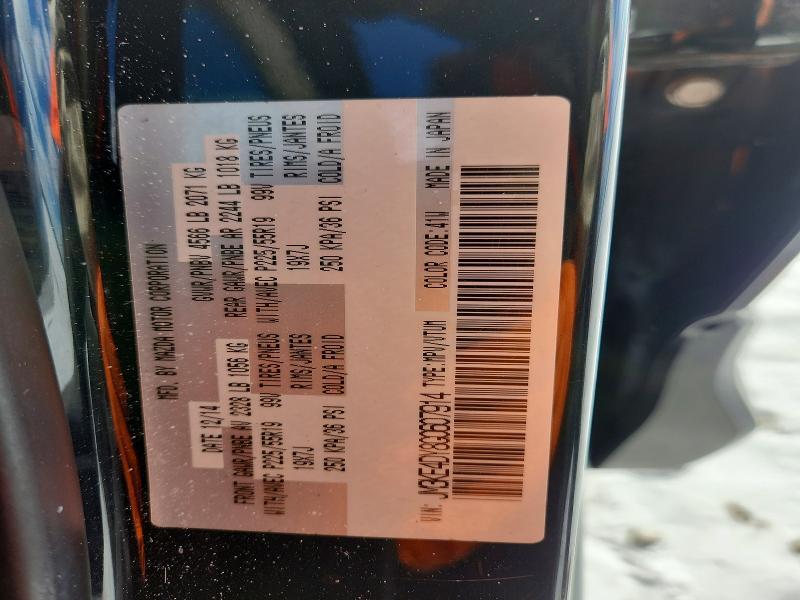 MFD. BY MAZDA MOTOR CORPORATION
DATE 12/14 GVWR/PNBV 4566 LB 2071 KG
FRONT GAWR/PNBE AV 2328 LB 1056 KG REAR GAWR/PNBE AR 2244 LB 1018 KG
WITH/AVEC P225/55R19 99V TIRES/PNEUS WITH/AVEC P225/55R19 99V TIRES/PNEUS
19X7J RIMS/JANTES 19X7J RIMS/JANTES
250 KPA/36 PSI COLD/A FROID 250 KPA/36 PSI COLD/A FROID
VIN: JM3KE4DY8G0607914 TYPE:MPV/VTUM COLOR CODE:41W MADE IN JAPAN